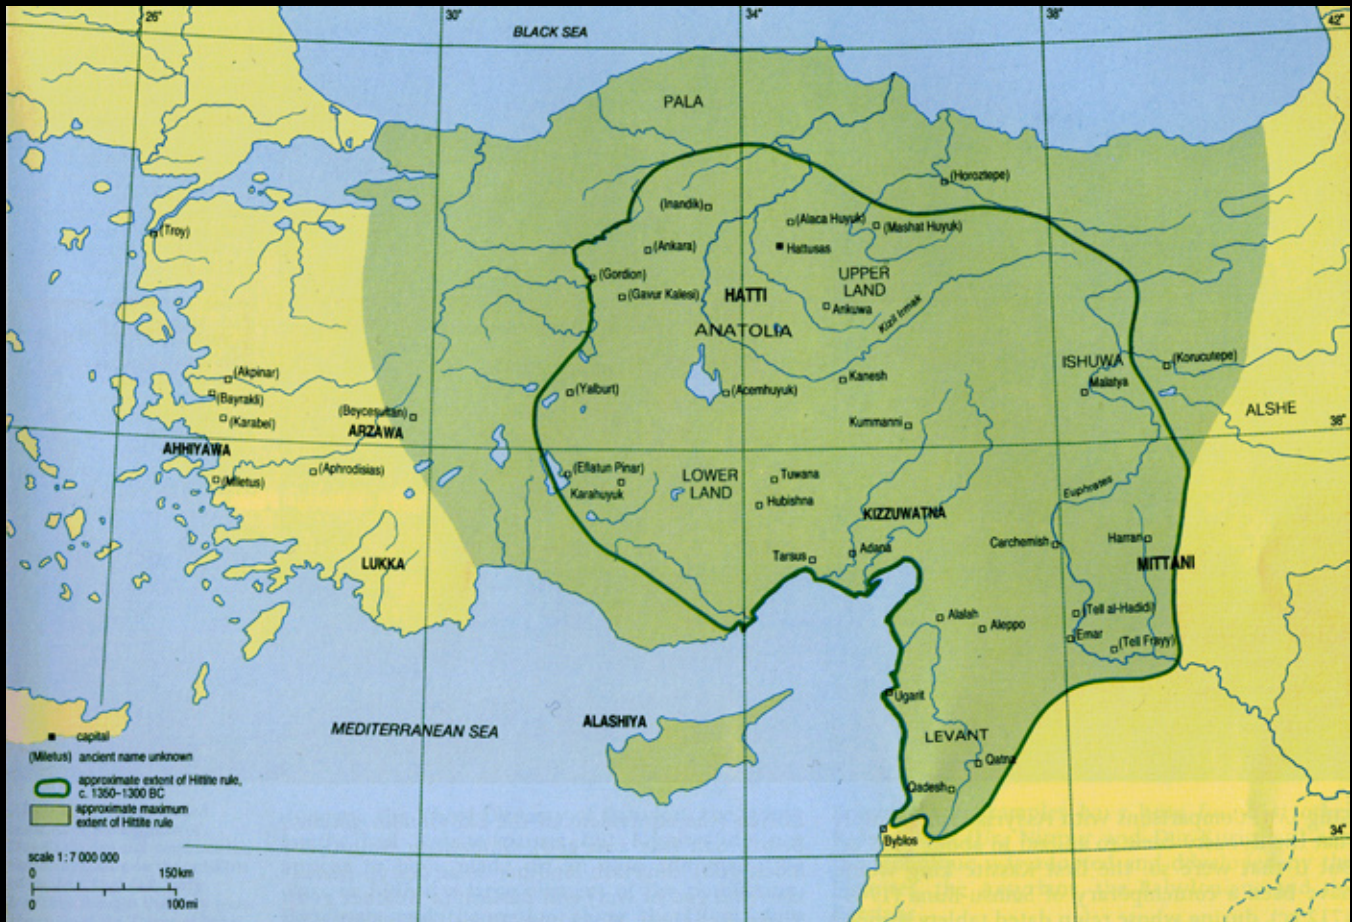 26°
30°
34°
38°
42°
BLACK SEA
PALA
(Horoztepe)
(Inandik)
(Alaca Huyuk)
(Mashat Huyuk)
(Troy)
(Ankara)
Hattusas
(Gordion)
UPPER
LAND
(Gavur Kalesi)
HATTI
Ankuwa
Kizil Irmak
ANATOLIA
ISHUWA
(Korucutepe)
(Akpinar)
Kanesh
Malatya
(Bayrakli)
(Yalburt)
(Acemhuyuk)
ALSHE
(Karabel)
(Beycesultan)
Kummanni
38°
ARZAWA
AHHIYAWA
(Miletus)
(Aphrodisias)
(Eflatun Pinar)
Karahuyuk
LOWER
LAND
Tuwana
Hubishna
Euphrates
KIZZUWATNA
Tarsus
Adana
Carchemish
Harran
MITTANI
LUKKA
Alalah
Aleppo
(Tell al-Hadidi)
Emar
(Tell Frayy)
Ugarit
ALASHIYA
MEDITERRANEAN SEA
LEVANT
Qatna
Qadesh
34°
Byblos
capital
(Miletus) ancient name unknown
approximate extent of Hittite rule,
c. 1350-1300 BC
approximate maximum
extent of Hittite rule
scale 1:7 000 000
0 150km
0 100mi